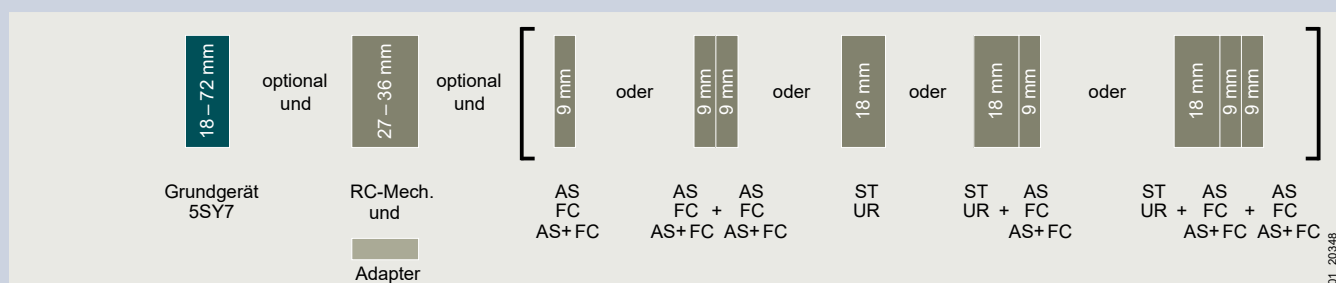 18 – 72 mm
optional
und
27 – 36 mm
optional
und
9 mm
oder
9 mm
9 mm
oder
18 mm
oder
18 mm
9 mm
oder
18 mm
9 mm
9 mm
Grundgerät
5SY7
RC-Mech.
und
Adapter
AS
FC
AS+FC
AS AS
FC + FC
AS+FC AS+FC
ST
UR
ST AS
UR + FC
AS+FC
ST AS AS
UR + FC + FC
AS+FC AS+FC